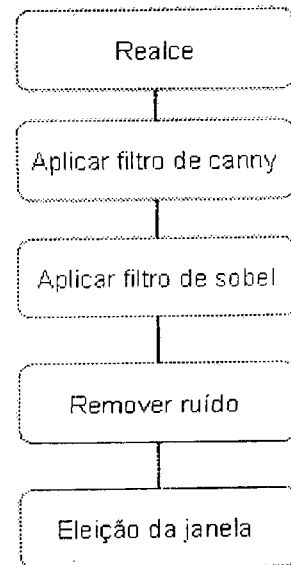 Realce
Aplicar filtro de canny
Aplicar filtro de sobel
Remover ruído
Eleição da janela